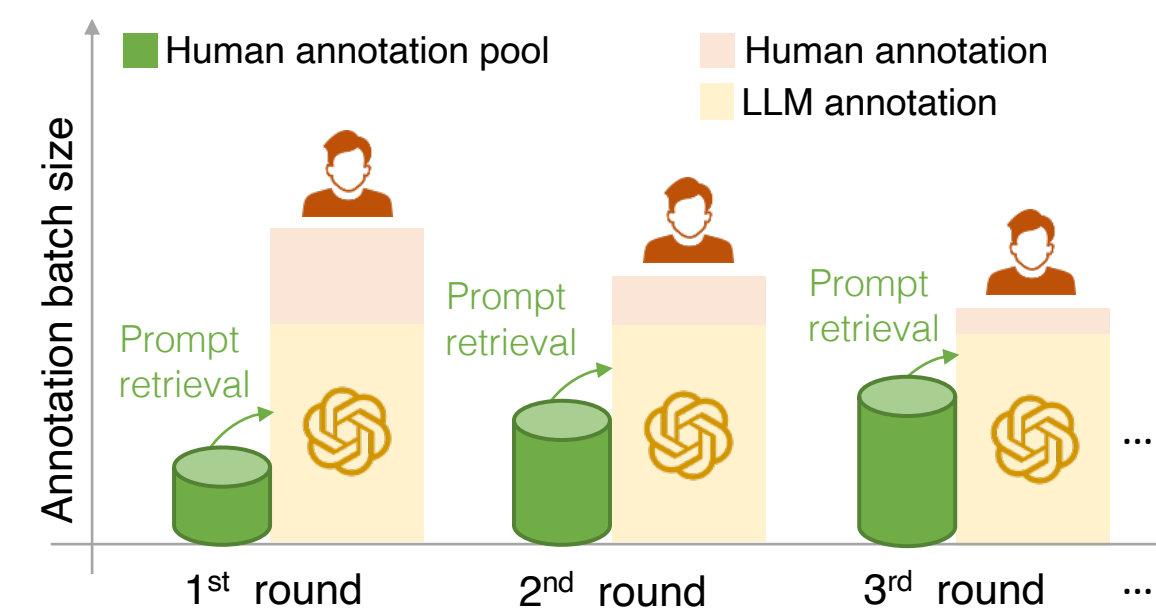 Human annotation pool
Human annotation
LLM annotation
Annotation batch size
Prompt
retrieval
Prompt
retrieval
Prompt
retrieval
...
1st round
2nd round
3rd round
...